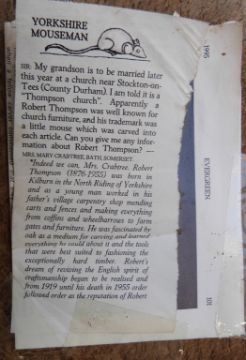 YORKSHIRE
MOUSEMAN
SIR: My grandson is to be married later
this year at a church near Stockton-on-
Tees (County Durham). I am told it is a
"Thompson church". Apparently a
Robert Thompson was well known for
church furniture, and his trademark was
a little mouse which was carved into
each article. Can you give me any infor-
mation about Robert Thompson? —
MRS. MARY CRABTREE, BATH, SOMERSET.
"Indeed we can, Mrs. Crabtree. Robert
Thompson (1876-1955) was born in
Kilburn in the North Riding of Yorkshire
and as a young man worked in his
father's village carpentry shop mending
carts and fences and making everything
from coffins and wheelbarrows to farm
gates and furniture. He was fascinated by
oak as a medium for carving and learned
everything he could about it and the tools
that were best suited to fashioning the
exceptionally hard timber. Robert's
dream of reviving the English spirit of
craftsmanship began to be realised and
from 1919 until his death in 1955 order
followed order as the reputation of Robert
1995
EVERGREEN
101